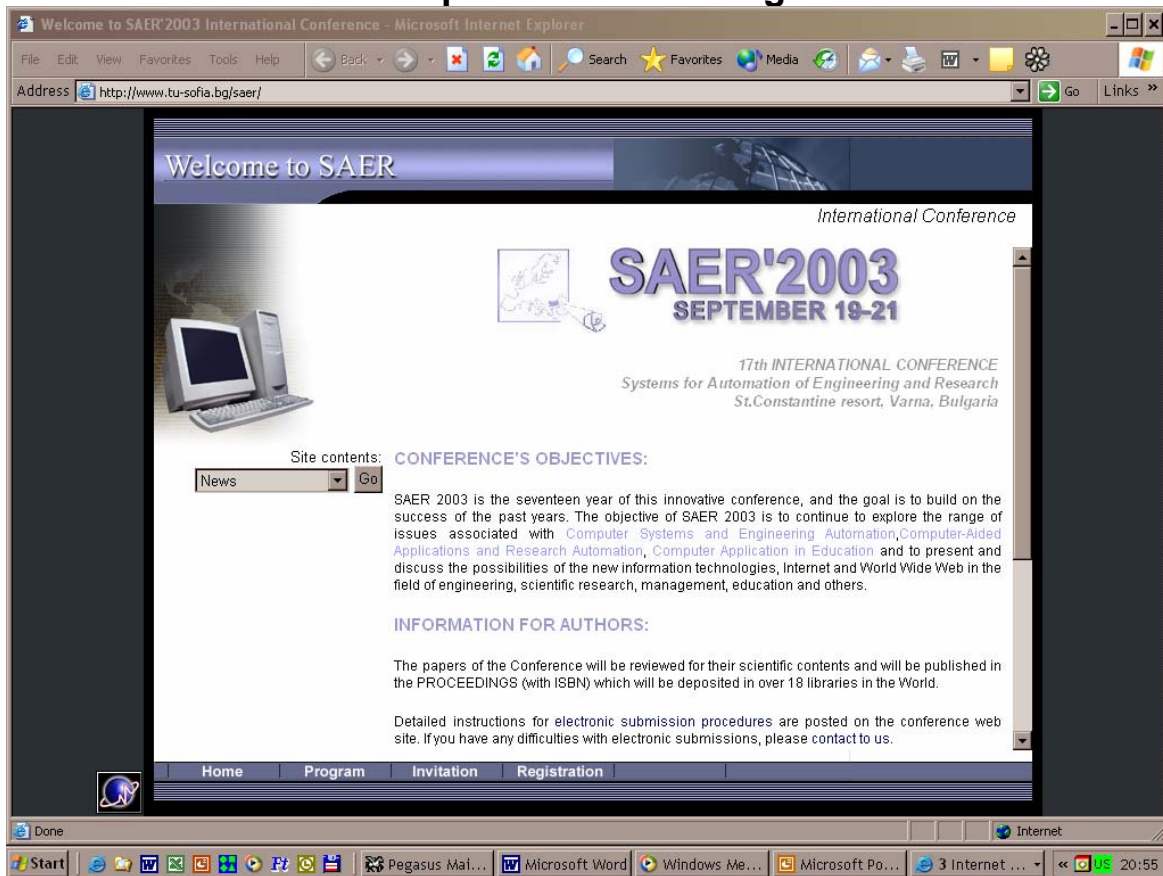 Welcome to SAER'2003 International Conference - Microsoft Internet Explorer
File Edit View Favorites Tools Help Back Search Favorites Media
Address http://www.tu-sofia.bg/saer/ Go Links »
Welcome to SAER
International Conference
SAER'2003
SEPTEMBER 19-21
17th INTERNATIONAL CONFERENCE
Systems for Automation of Engineering and Research
St.Constantine resort, Varna, Bulgaria
Site contents:
News Go
CONFERENCE'S OBJECTIVES:
SAER 2003 is the seventeen year of this innovative conference, and the goal is to build on the
success of the past years. The objective of SAER 2003 is to continue to explore the range of
issues associated with Computer Systems and Engineering Automation,Computer-Aided
Applications and Research Automation, Computer Application in Education and to present and
discuss the possibilities of the new information technologies, Internet and World Wide Web in the
field of engineering, scientific research, management, education and others.
INFORMATION FOR AUTHORS:
The papers of the Conference will be reviewed for their scientific contents and will be published in
the PROCEEDINGS (with ISBN) which will be deposited in over 18 libraries in the World.
Detailed instructions for electronic submission procedures are posted on the conference web
site. If you have any difficulties with electronic submissions, please contact to us.
Home Program Invitation Registration
Done Internet
Start Pegasus Mai... Microsoft Word Windows Me... Microsoft Po... 3 Internet ... « US 20:55